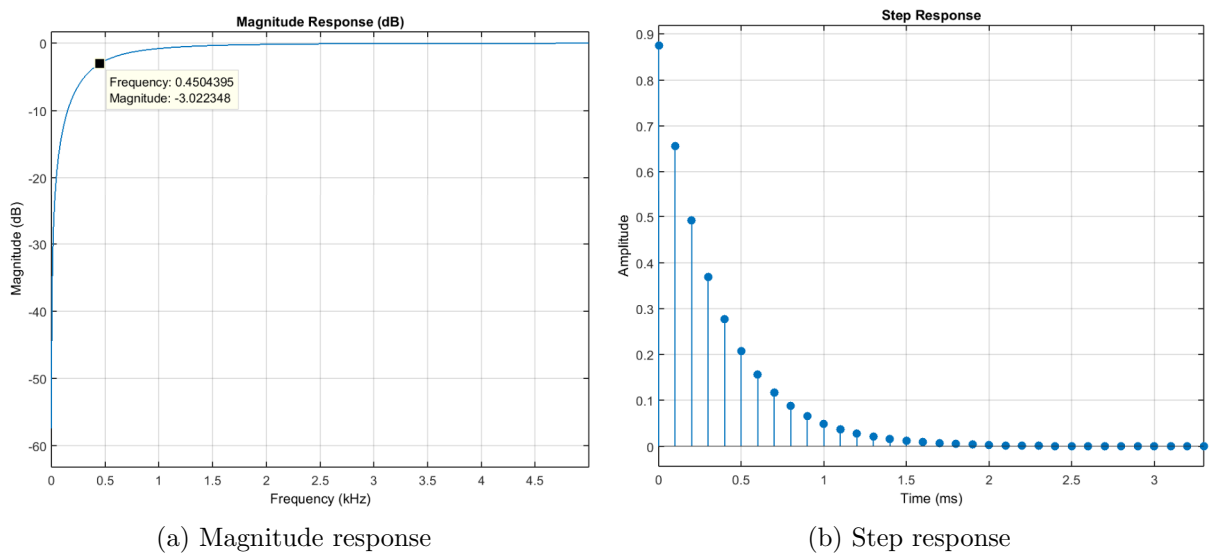 Magnitude Response (dB)
0
-10
-20
-30
-40
-50
-60
Magnitude (dB)
Frequency: 0.4504395
Magnitude: -3.022348
0 0.5 1 1.5 2 2.5 3 3.5 4 4.5
Frequency (kHz)
(a) Magnitude response
Step Response
0.9
0.8
0.7
0.6
0.5
0.4
0.3
0.2
0.1
0
Amplitude
0 0.5 1 1.5 2 2.5 3
Time (ms)
(b) Step response